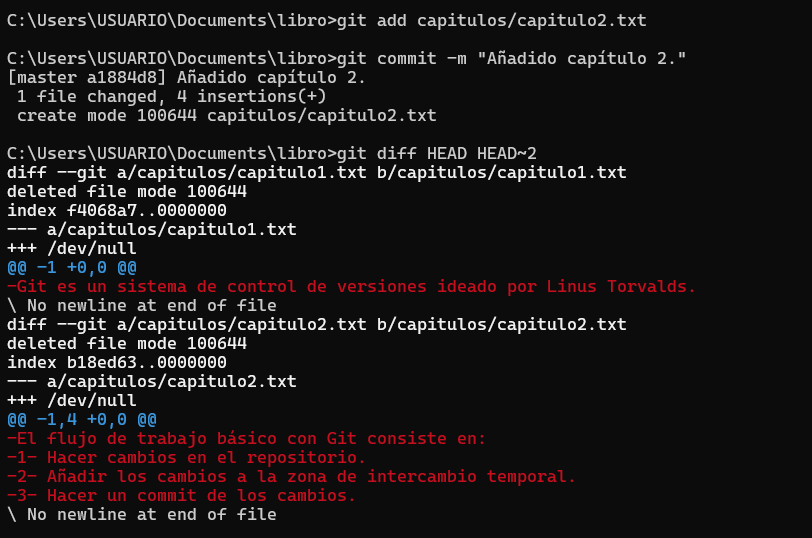 C:\Users\USUARIO\Documents\libro>git add capitulos/capitulo2.txt
C:\Users\USUARIO\Documents\libro>git commit -m "Añadido capítulo 2."
[master a1884d8] Añadido capítulo 2.
 1 file changed, 4 insertions(+)
 create mode 100644 capitulos/capitulo2.txt
C:\Users\USUARIO\Documents\libro>git diff HEAD HEAD~2
diff --git a/capitulos/capitulo1.txt b/capitulos/capitulo1.txt
deleted file mode 100644
index f4068a7..0000000
--- a/capitulos/capitulo1.txt
+++ /dev/null
@@ -1 +0,0 @@
-Git es un sistema de control de versiones ideado por Linus Torvalds.
\ No newline at end of file
diff --git a/capitulos/capitulo2.txt b/capitulos/capitulo2.txt
deleted file mode 100644
index b18ed63..0000000
--- a/capitulos/capitulo2.txt
+++ /dev/null
@@ -1,4 +0,0 @@
-El flujo de trabajo básico con Git consiste en:
-1- Hacer cambios en el repositorio.
-2- Añadir los cambios a la zona de intercambio temporal.
-3- Hacer un commit de los cambios.
\ No newline at end of file